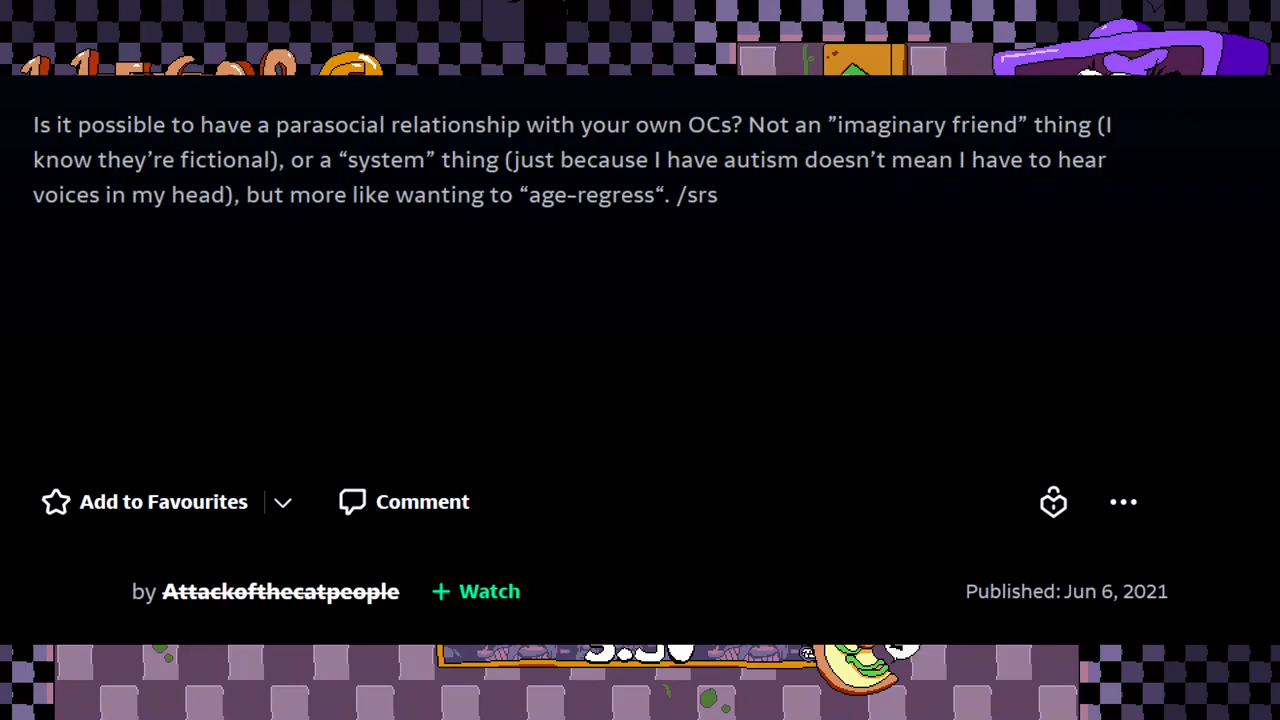 Is it possible to have a parasocial relationship with your own OCs? Not an ”imaginary friend” thing (I
know they’re fictional), or a “system” thing (just because I have autism doesn’t mean I have to hear
voices in my head), but more like wanting to “age-regress“. /srs
Add to Favourites
Comment
by Attackofthecatpeople
+ Watch
Published: Jun 6, 2021